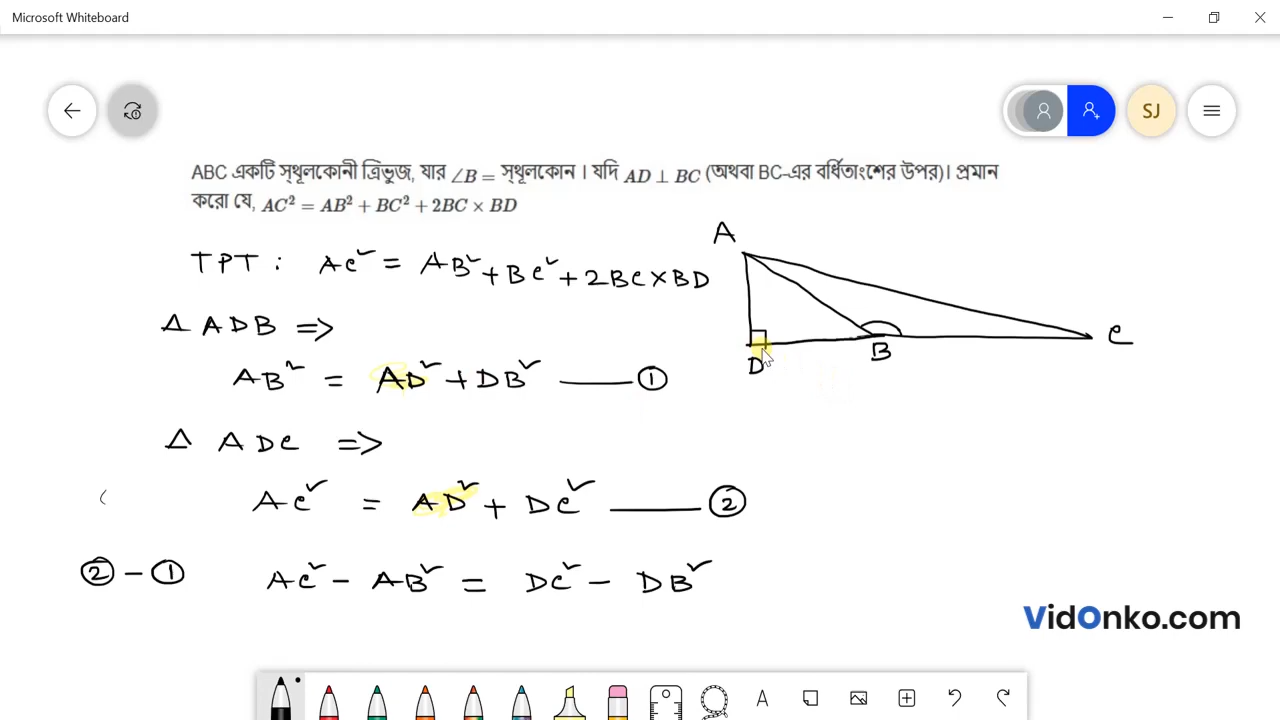 Microsoft Whiteboard
SJ
ABC একটি স্থূলকোনী ত্রিভুজ, যার ∠B = স্থূলকোন । যদি AD ⊥ BC (অথবা BC-এর বর্ধিতাংশের উপর)। প্রমান
করো যে, AC² = AB² + BC² + 2BC × BD
TPT : AC² = AB² + BC² + 2BC × BD
A
D
B
C
△ ADB =>
AB² = AD² + DB² —— ①
△ ADC =>
AC² = AD² + DC² —— ②
② - ① AC² - AB² = DC² - DB²
VidOnko.com
A